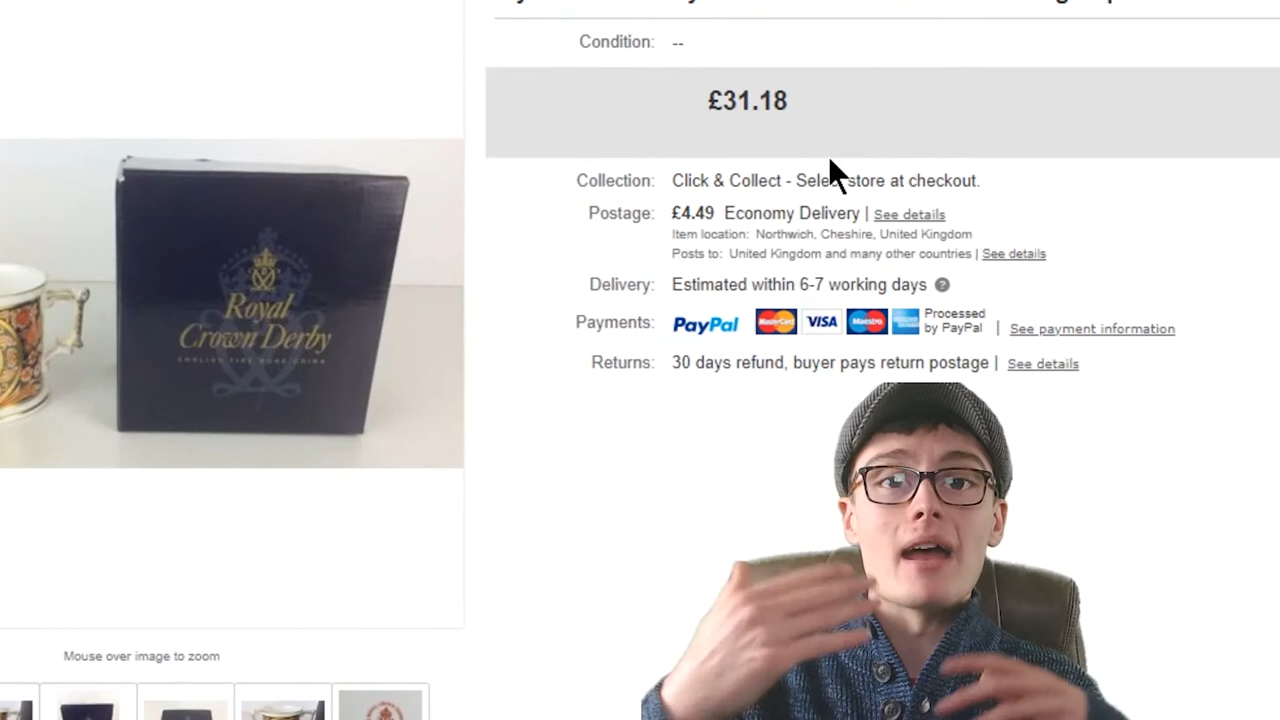 Condition: --
£31.18
Collection: Click & Collect - Select store at checkout.
Postage: £4.49 Economy Delivery | See details
Item location: Northwich, Cheshire, United Kingdom
Posts to: United Kingdom and many other countries | See details
Delivery: Estimated within 6-7 working days ?
Payments: PayPal MasterCard VISA Maestro Processed by PayPal | See payment information
Returns: 30 days refund, buyer pays return postage | See details
Royal
Crown Derby
ENGLISH FINE BONE CHINA
Mouse over image to zoom